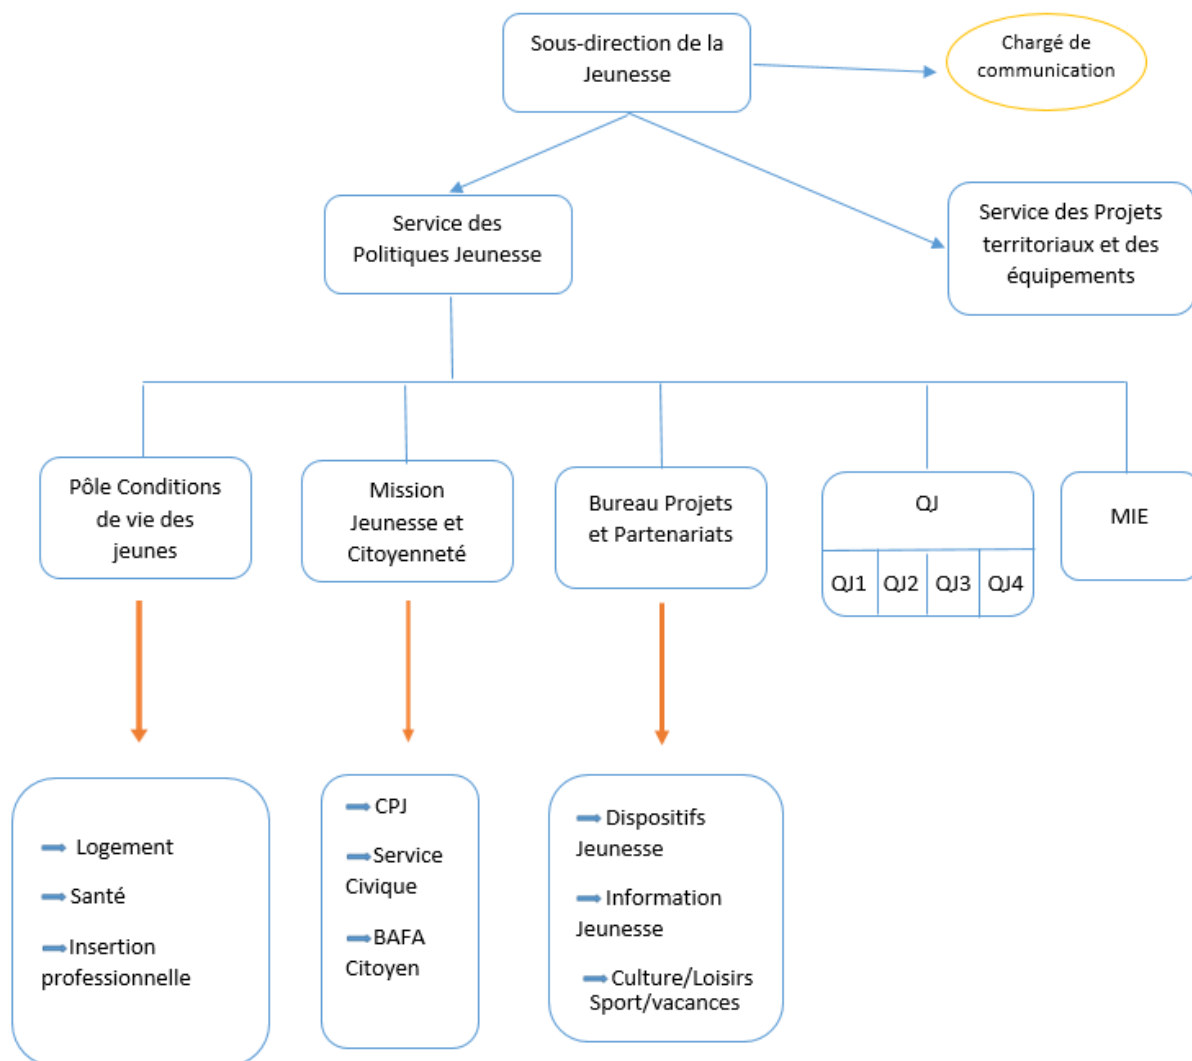 Sous-direction de la
Jeunesse
Chargé de
communication
Service des
Politiques Jeunesse
Service des Projets
territoriaux et des
équipements
Pôle Conditions
de vie des
jeunes
Mission
Jeunesse et
Citoyenneté
Bureau Projets
et Partenariats
QJ
QJ1 QJ2 QJ3 QJ4
MIE
Logement
Santé
Insertion
professionnelle
CPJ
Service
Civique
BAFA
Citoyen
Dispositifs
Jeunesse
Information
Jeunesse
Culture/Loisirs
Sport/vacances